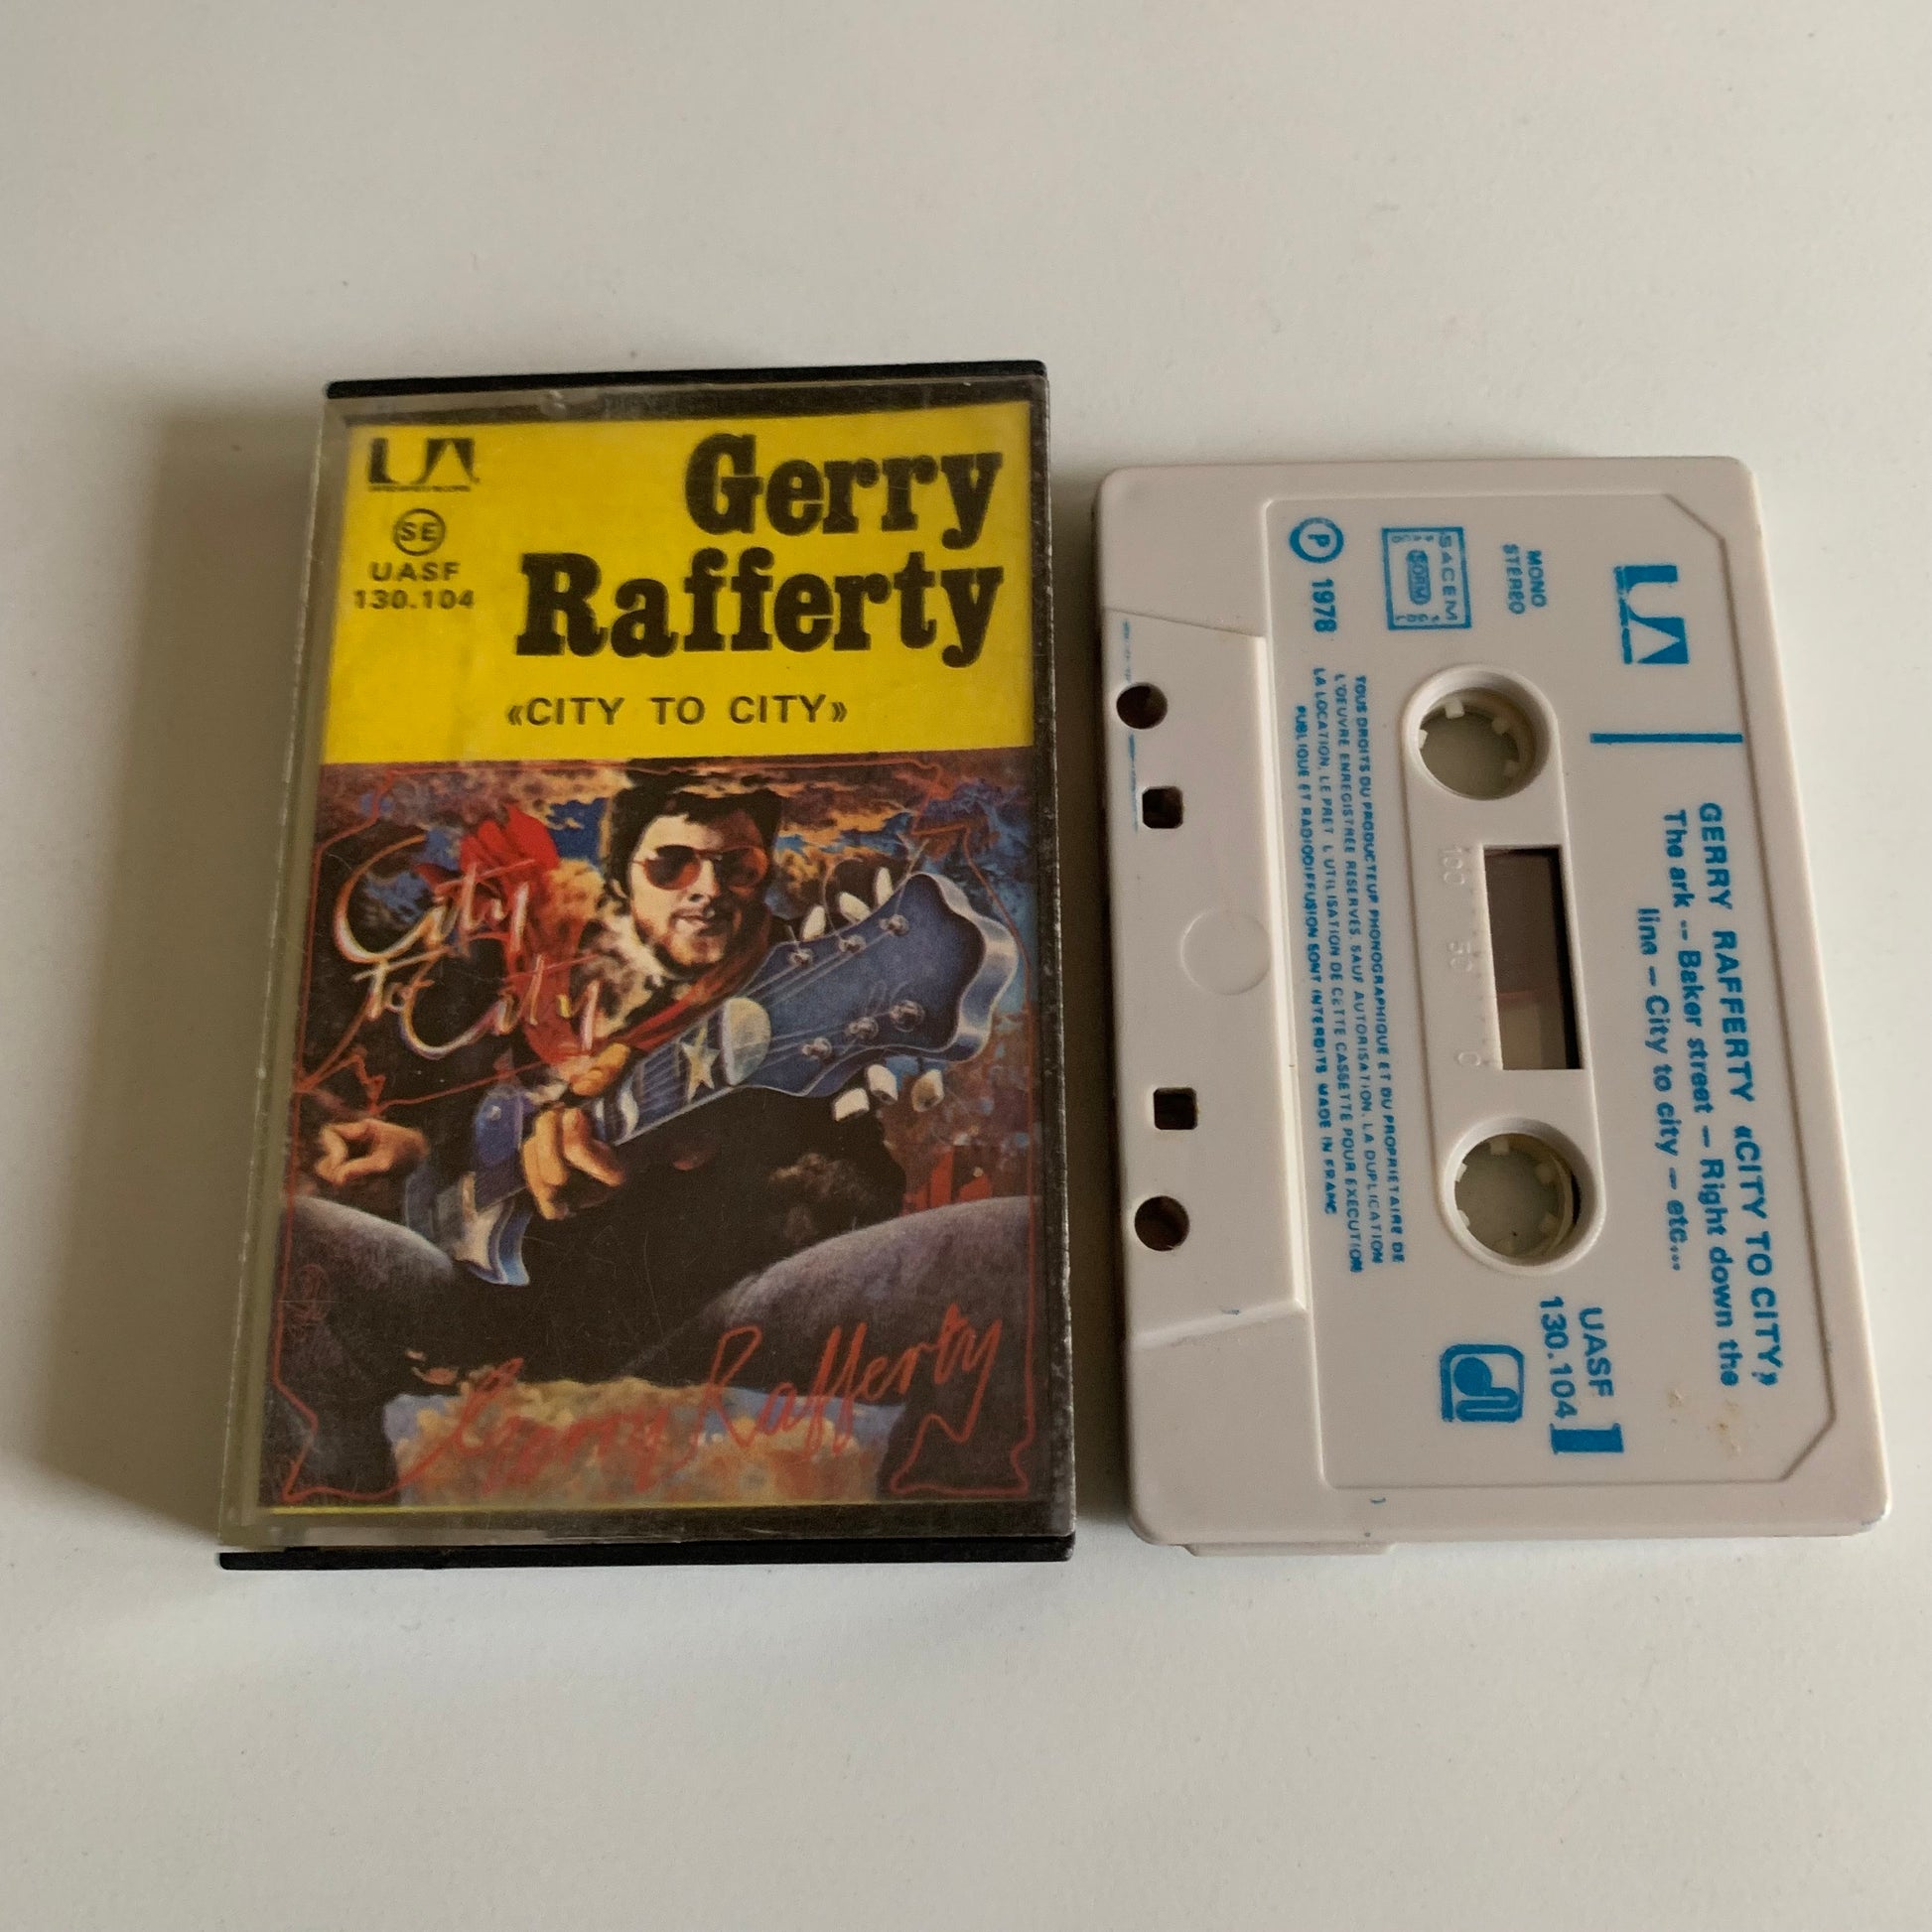 UA
SE
UASF
130.104
Gerry
Rafferty
«CITY TO CITY»
City
To City
Gerry Rafferty
UA
MONO
STEREO
SACEM
SDRM
P 1978
GERRY RAFFERTY «CITY TO CITY»
The ark -- Baker street — Right down the
line — City to city — etc...
100 50 0
UASF
130.104
1
TOUS DROITS DU PRODUCTEUR PHONOGRAPHIQUE ET DU PROPRIETAIRE DE
L'OEUVRE ENREGISTREE RESERVES. SAUF AUTORISATION, LA DUPLICATION
LA LOCATION, LE PRET, L'UTILISATION DE CETTE CASSETTE POUR EXECUTION
PUBLIQUE ET RADIODIFFUSION SONT INTERDITS MADE IN FRANC